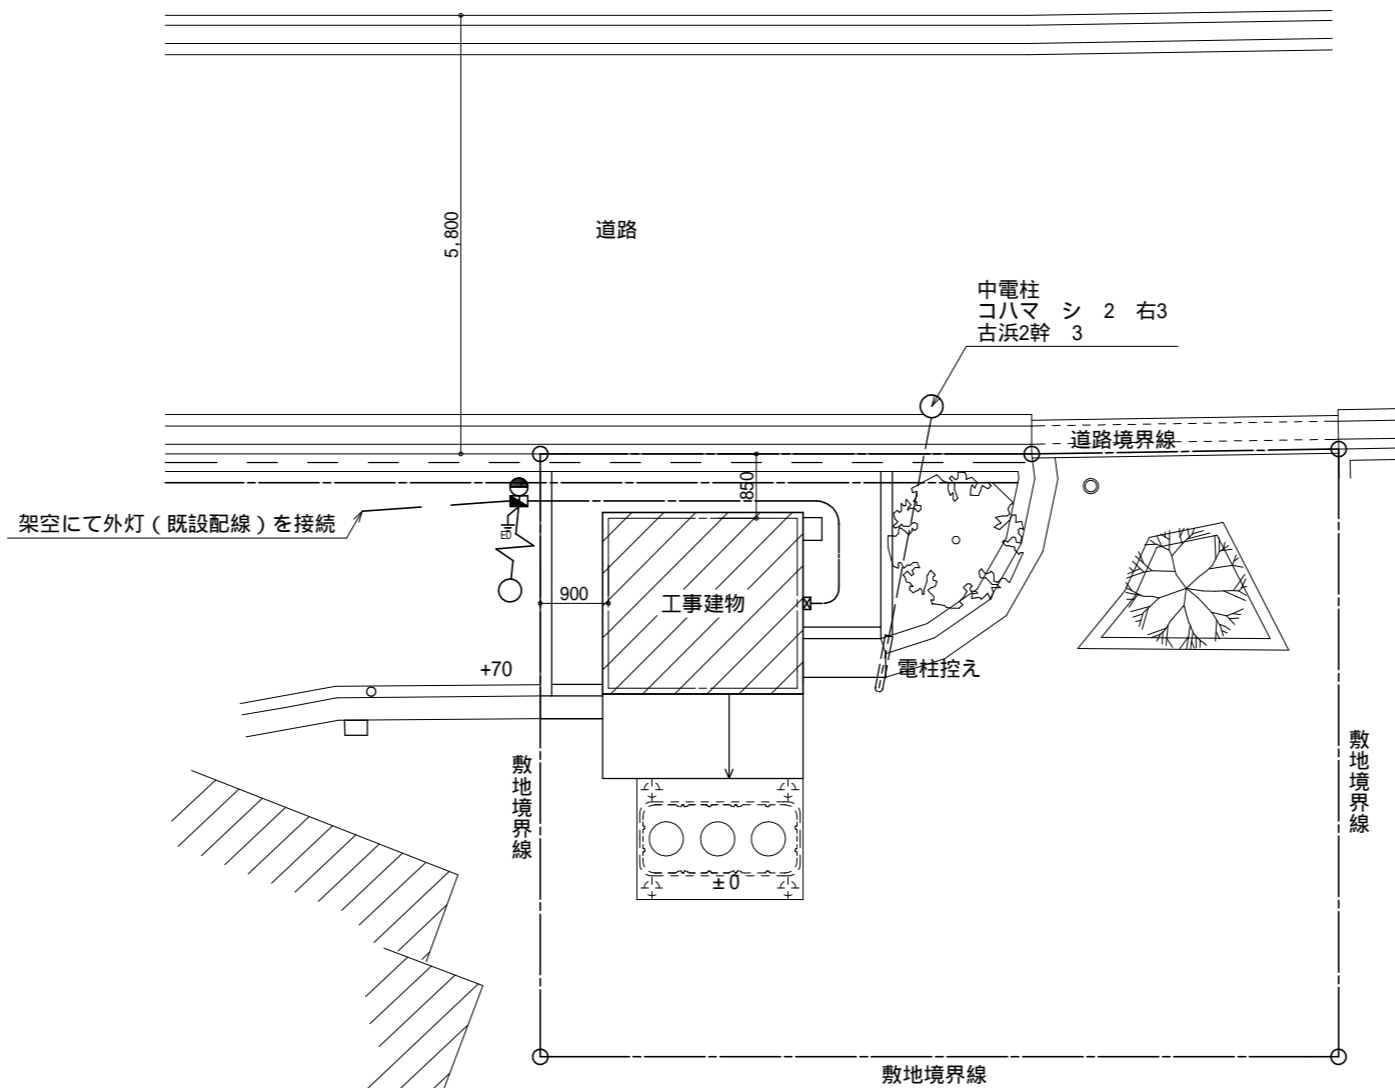 5,800
道路
中電柱
コハマ シ 2 右3
古浜2幹 3
道路境界線
850
架空にて外灯（既設配線）を接続
ED
900
工事建物
+70
電柱控え
敷地境界線
敷地境界線
±0
敷地境界線